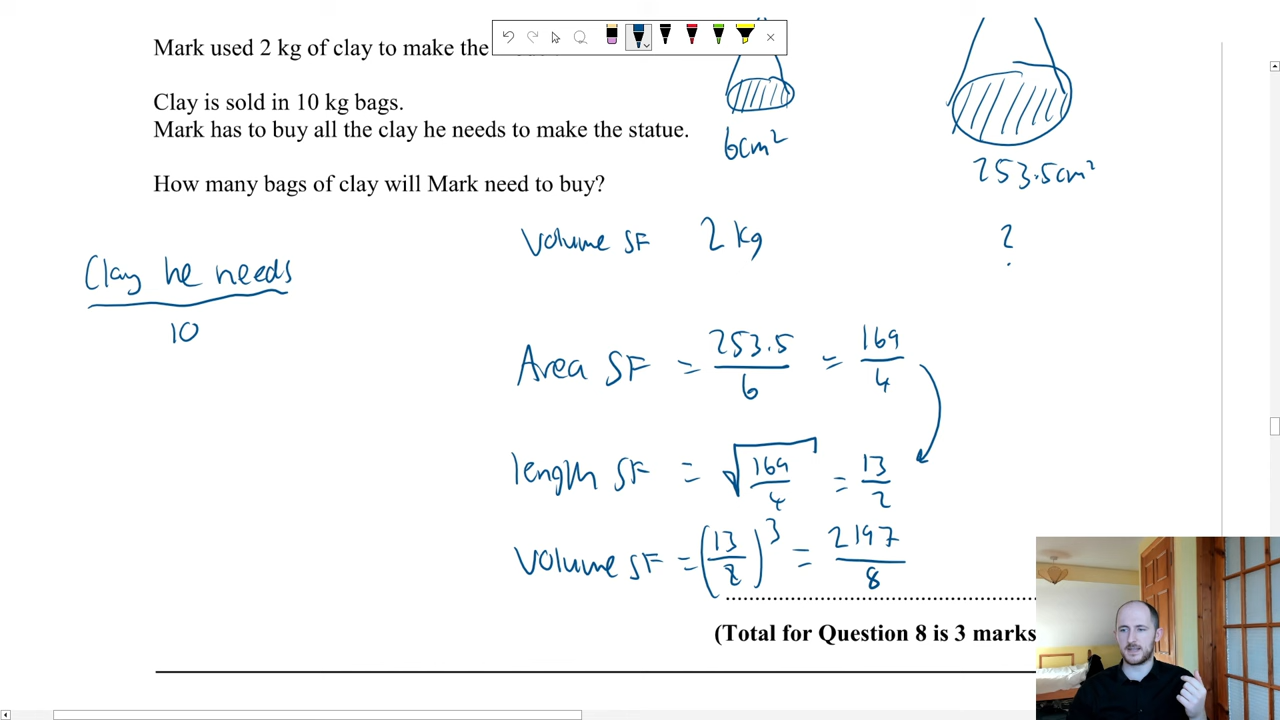 Mark used 2 kg of clay to make the
Clay is sold in 10 kg bags.
Mark has to buy all the clay he needs to make the statue.
How many bags of clay will Mark need to buy?
6cm²
253.5cm²
Volume SF 2 kg ?
Clay he needs
10
Area SF = 253.5/6 = 169/4
length SF = √169/4 = 13/2
Volume SF = (13/2)³ = 2197/8
(Total for Question 8 is 3 marks